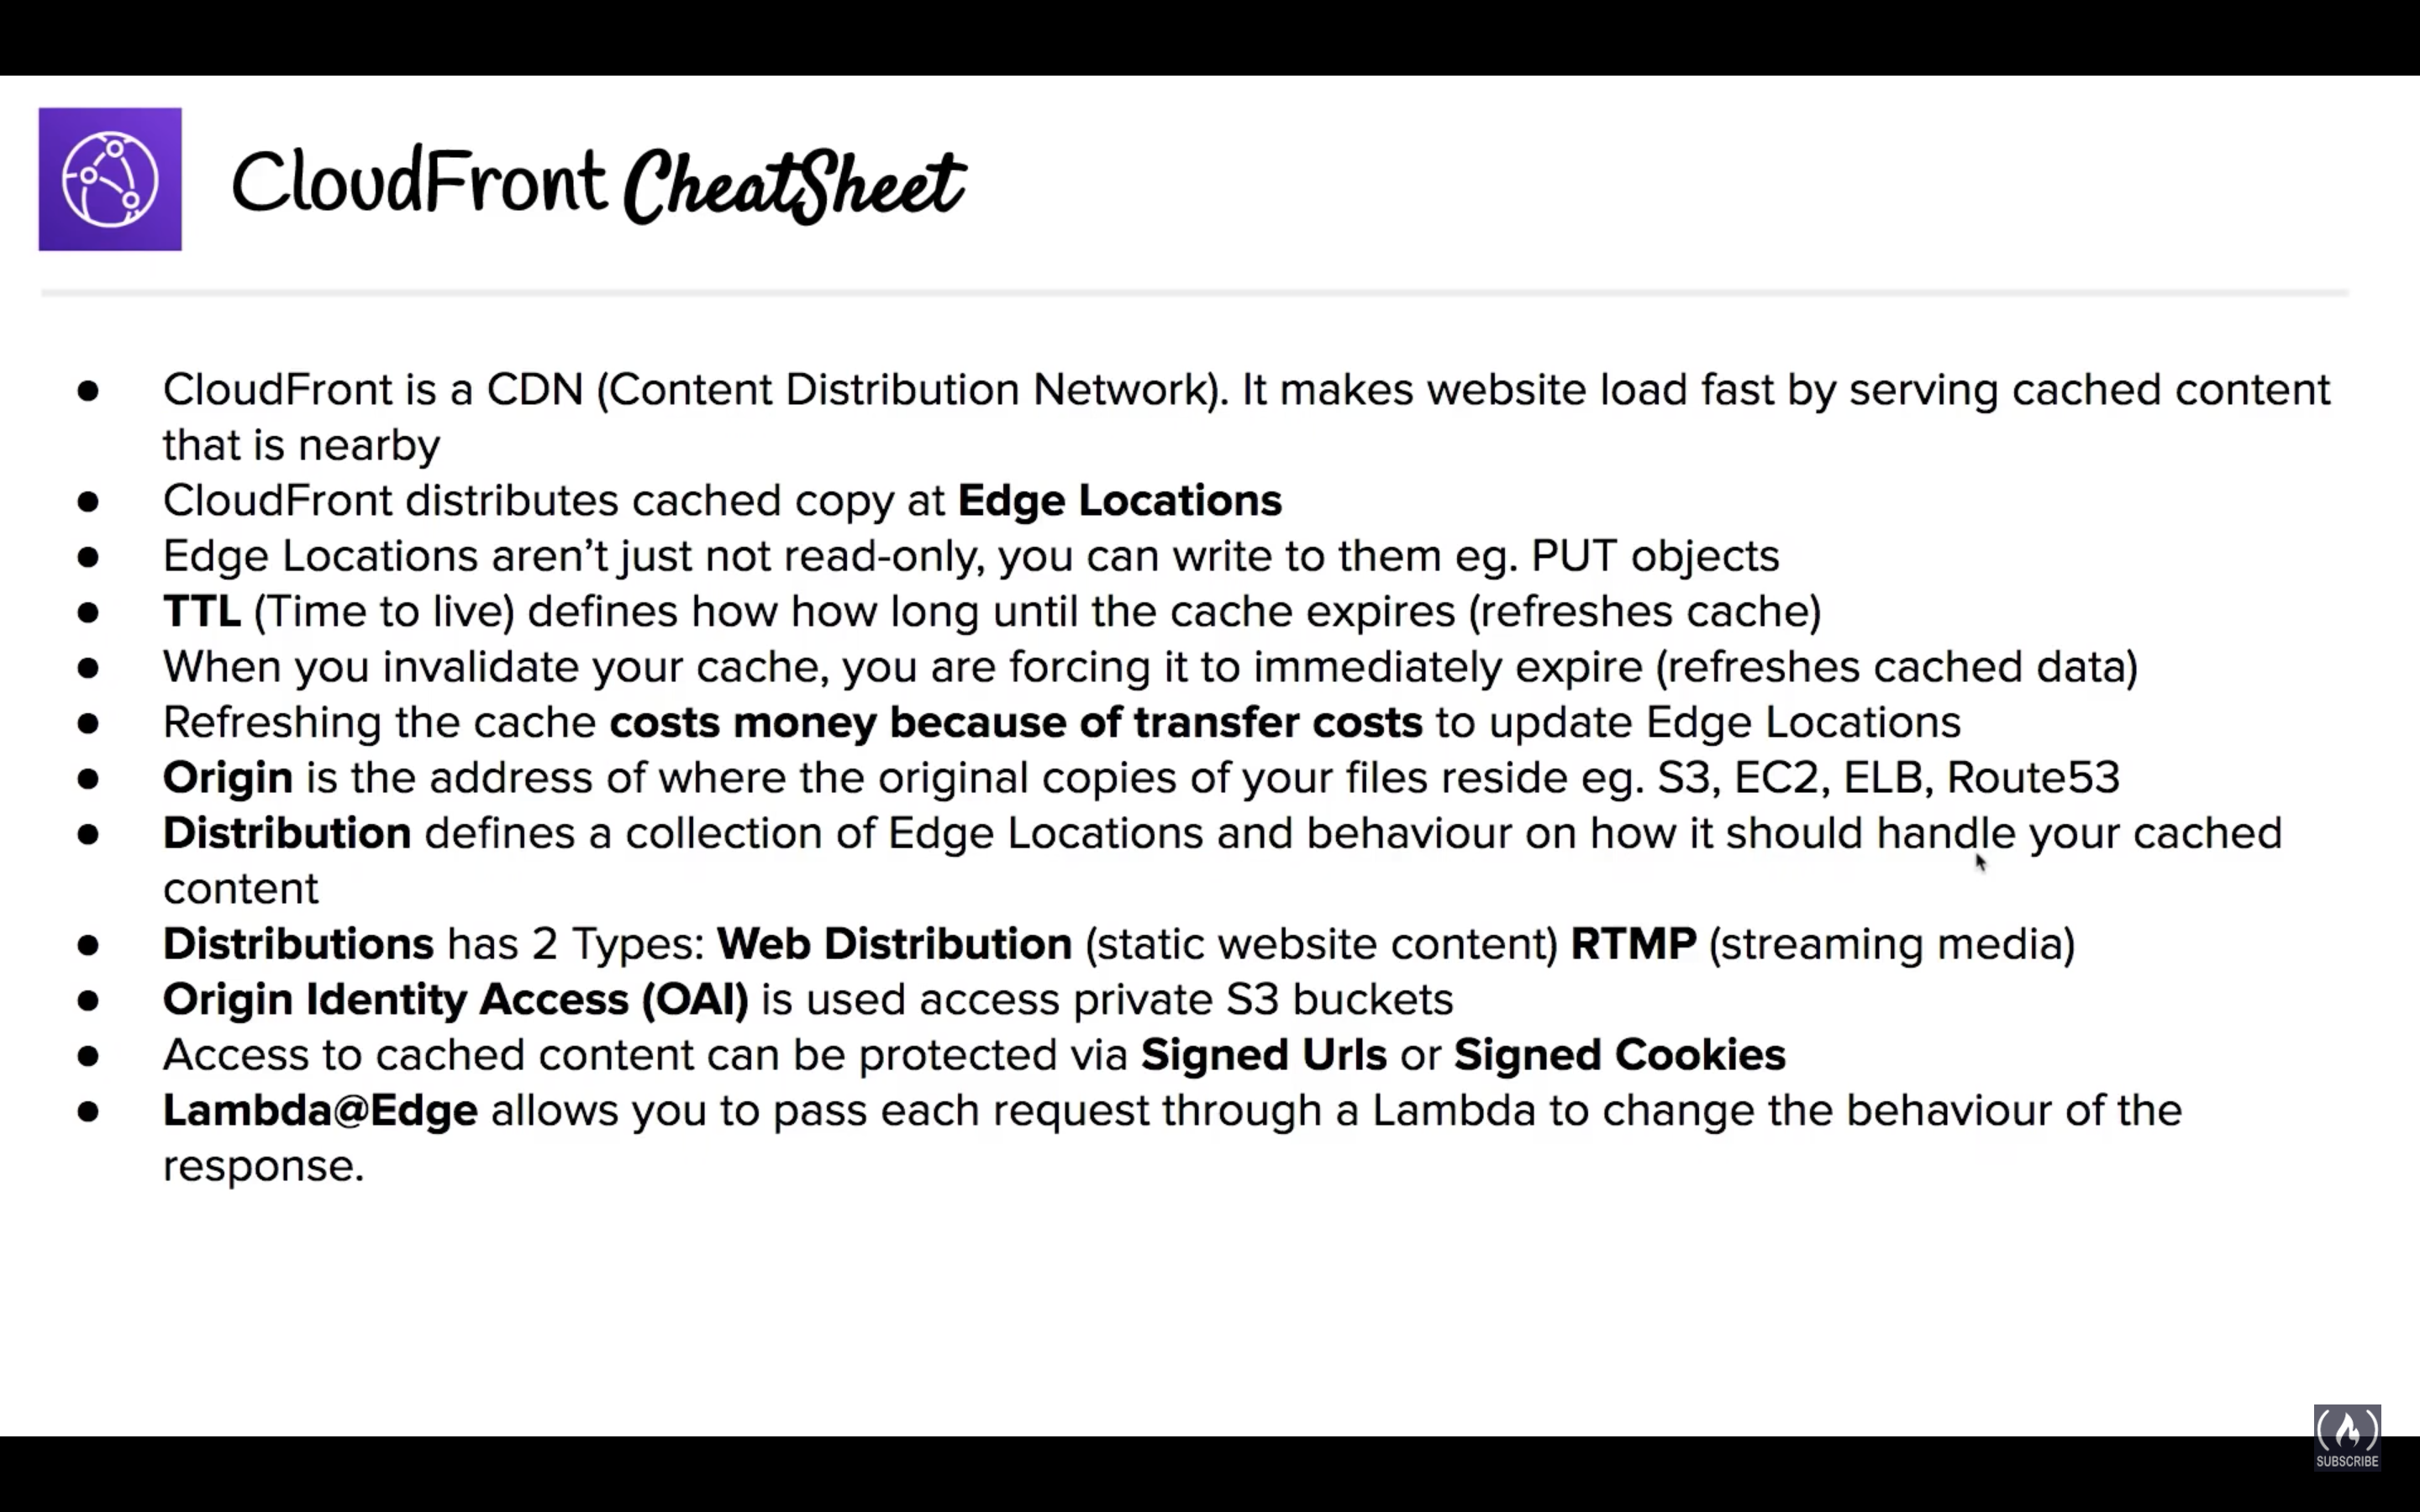 CloudFront CheatSheet
● CloudFront is a CDN (Content Distribution Network). It makes website load fast by serving cached content
that is nearby
● CloudFront distributes cached copy at Edge Locations
● Edge Locations aren’t just not read-only, you can write to them eg. PUT objects
● TTL (Time to live) defines how how long until the cache expires (refreshes cache)
● When you invalidate your cache, you are forcing it to immediately expire (refreshes cached data)
● Refreshing the cache costs money because of transfer costs to update Edge Locations
● Origin is the address of where the original copies of your files reside eg. S3, EC2, ELB, Route53
● Distribution defines a collection of Edge Locations and behaviour on how it should handle your cached
content
● Distributions has 2 Types: Web Distribution (static website content) RTMP (streaming media)
● Origin Identity Access (OAI) is used access private S3 buckets
● Access to cached content can be protected via Signed Urls or Signed Cookies
● Lambda@Edge allows you to pass each request through a Lambda to change the behaviour of the
response.
SUBSCRIBE